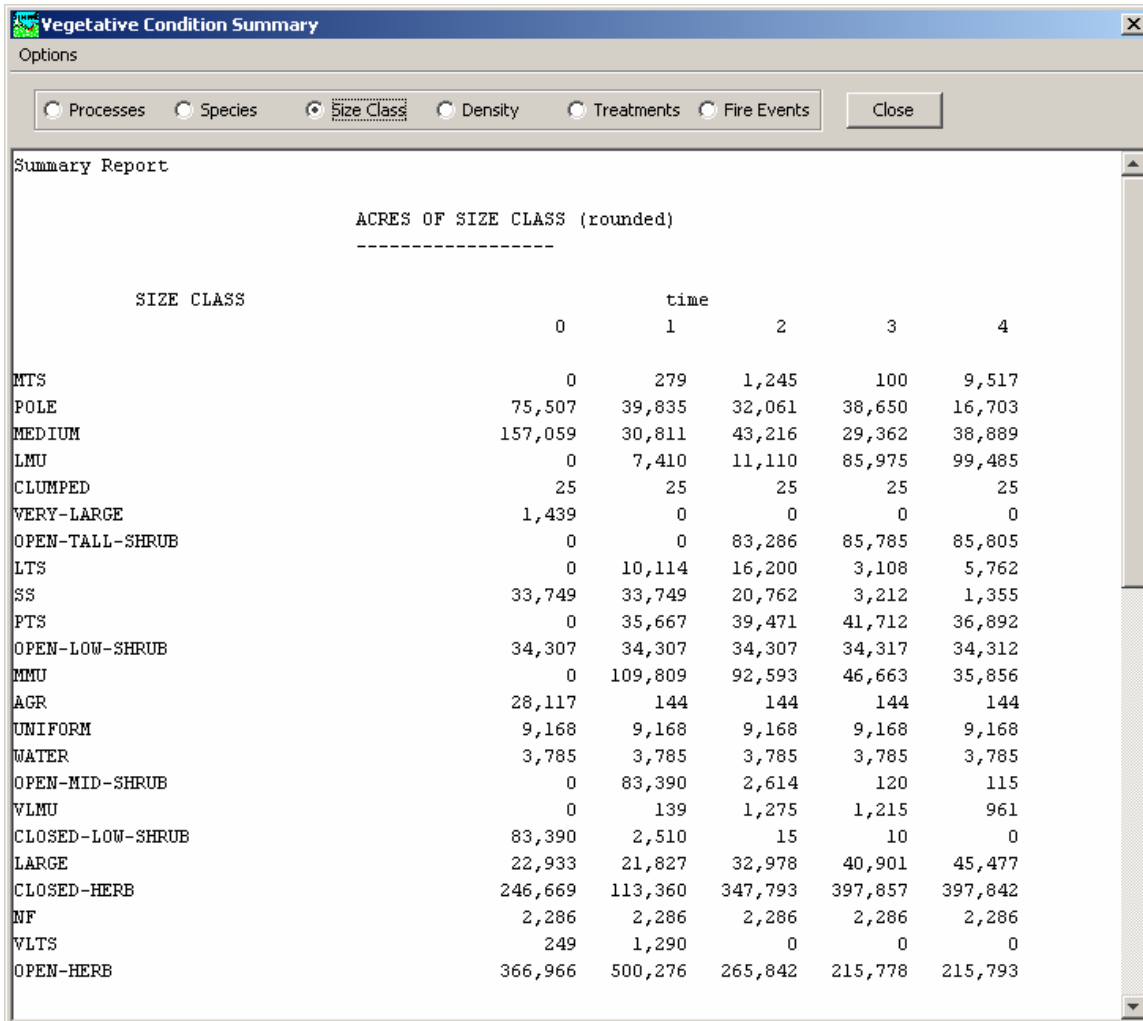 Vegetative Condition Summary
Options
Processes Species Size Class Density Treatments Fire Events Close
Summary Report
ACRES OF SIZE CLASS (rounded)
------------------
SIZE CLASS time
0 1 2 3 4
MTS 0 279 1,245 100 9,517
POLE 75,507 39,835 32,061 38,650 16,703
MEDIUM 157,059 30,811 43,216 29,362 38,889
LMU 0 7,410 11,110 85,975 99,485
CLUMPED 25 25 25 25 25
VERY-LARGE 1,439 0 0 0 0
OPEN-TALL-SHRUB 0 0 83,286 85,785 85,805
LTS 0 10,114 16,200 3,108 5,762
SS 33,749 33,749 20,762 3,212 1,355
PTS 0 35,667 39,471 41,712 36,892
OPEN-LOW-SHRUB 34,307 34,307 34,307 34,317 34,312
MMU 0 109,809 92,593 46,663 35,856
AGR 28,117 144 144 144 144
UNIFORM 9,168 9,168 9,168 9,168 9,168
WATER 3,785 3,785 3,785 3,785 3,785
OPEN-MID-SHRUB 0 83,390 2,614 120 115
VLMU 0 139 1,275 1,215 961
CLOSED-LOW-SHRUB 83,390 2,510 15 10 0
LARGE 22,933 21,827 32,978 40,901 45,477
CLOSED-HERB 246,669 113,360 347,793 397,857 397,842
NF 2,286 2,286 2,286 2,286 2,286
VLTS 249 1,290 0 0 0
OPEN-HERB 366,966 500,276 265,842 215,778 215,793